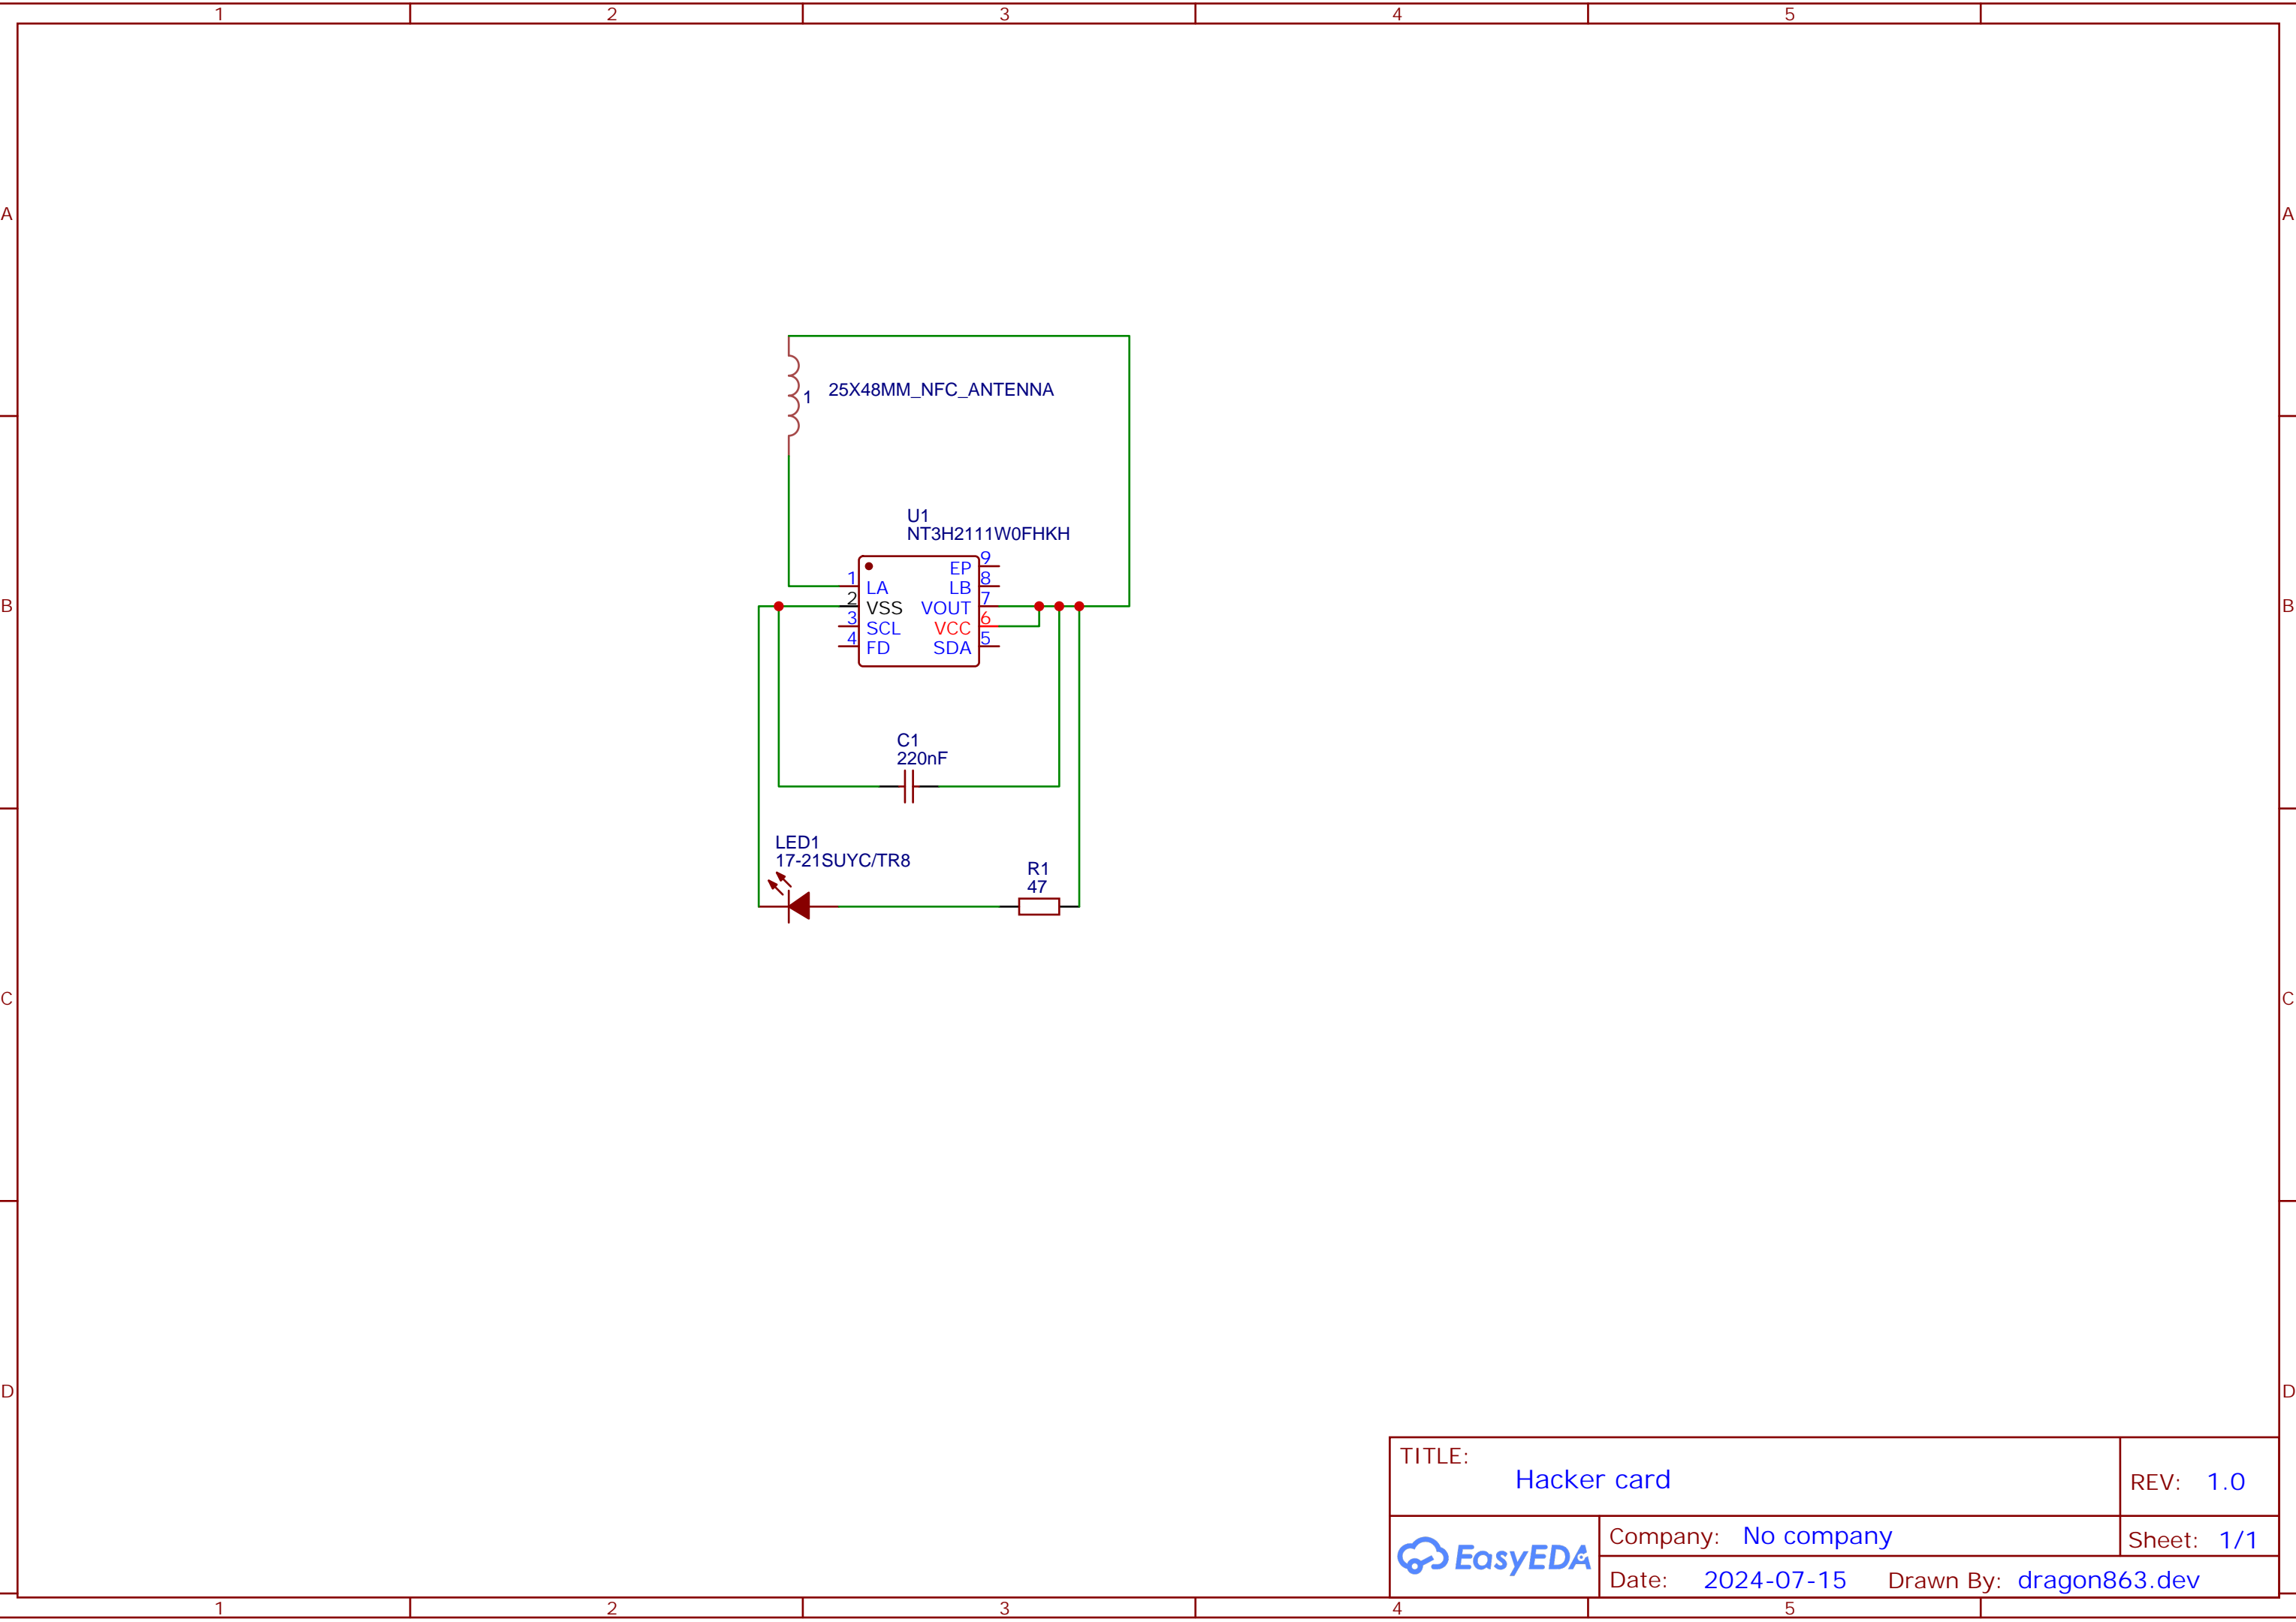 1 2 3 4 5
A A
25X48MM_NFC_ANTENNA
1
U1
NT3H2111W0FHKH
9
EP
1 8
LA LB
2 7
VSS VOUT
B B
3 6
SCL VCC
4 5
FD SDA
C1
220nF
LED1
17-21SUYC/TR8
R1
47
C C
D D
TITLE:
Hacker card
REV: 1.0
EasyEDA
Company: No company
Sheet: 1/1
Date: 2024-07-15 Drawn By: dragon863.dev
1 2 3 4 5